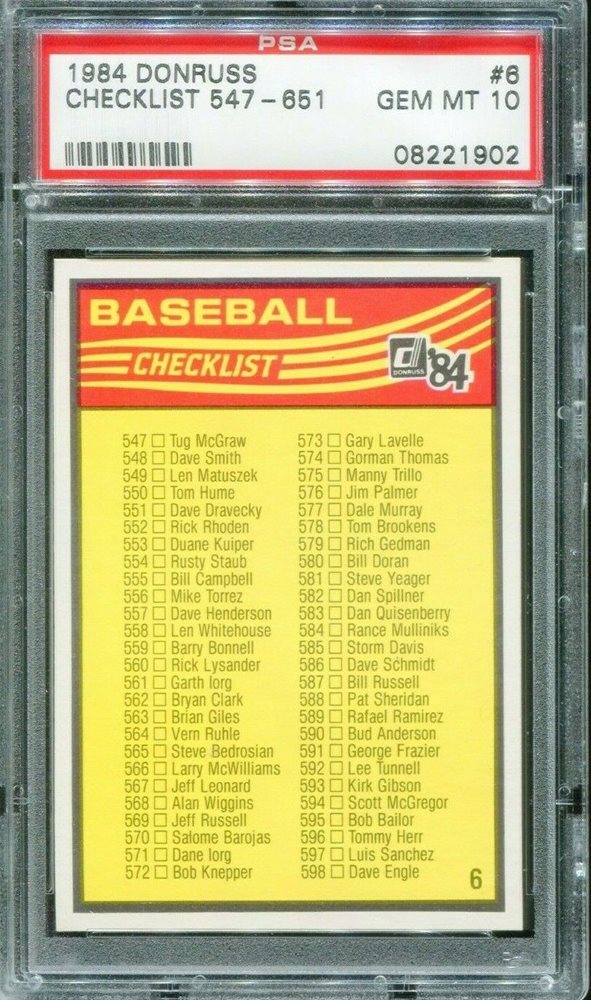 PSA
1984 DONRUSS #6
CHECKLIST 547-651 GEM MT 10
08221902
BASEBALL
CHECKLIST
DONRUSS '84
547 Tug McGraw
548 Dave Smith
549 Len Matuszek
550 Tom Hume
551 Dave Dravecky
552 Rick Rhoden
553 Duane Kuiper
554 Rusty Staub
555 Bill Campbell
556 Mike Torrez
557 Dave Henderson
558 Len Whitehouse
559 Barry Bonnell
560 Rick Lysander
561 Garth Iorg
562 Bryan Clark
563 Brian Giles
564 Vern Ruhle
565 Steve Bedrosian
566 Larry McWilliams
567 Jeff Leonard
568 Alan Wiggins
569 Jeff Russell
570 Salome Barojas
571 Dane Iorg
572 Bob Knepper
573 Gary Lavelle
574 Gorman Thomas
575 Manny Trillo
576 Jim Palmer
577 Dale Murray
578 Tom Brookens
579 Rich Gedman
580 Bill Doran
581 Steve Yeager
582 Dan Spillner
583 Dan Quisenberry
584 Rance Mulliniks
585 Storm Davis
586 Dave Schmidt
587 Bill Russell
588 Pat Sheridan
589 Rafael Ramirez
590 Bud Anderson
591 George Frazier
592 Lee Tunnell
593 Kirk Gibson
594 Scott McGregor
595 Bob Bailor
596 Tommy Herr
597 Luis Sanchez
598 Dave Engle
6